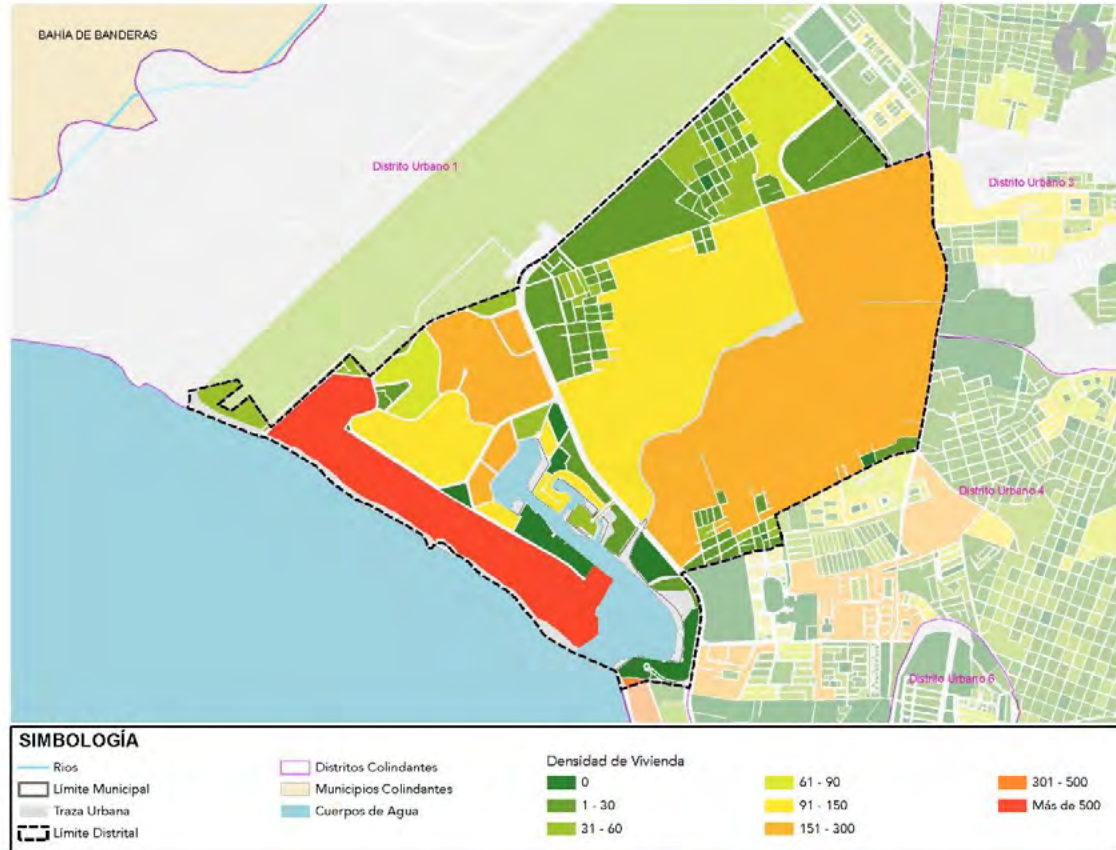 BAHÍA DE BANDERAS
Distrito Urbano 1
Distrito Urbano 3
Distrito Urbano 4
Distrito Urbano 5
SIMBOLOGÍA
Rios
Límite Municipal
Traza Urbana
Límite Distrital
Distritos Colindantes
Municipios Colindantes
Cuerpos de Agua
Densidad de Vivienda
0
1 - 30
31 - 60
61 - 90
91 - 150
151 - 300
301 - 500
Más de 500